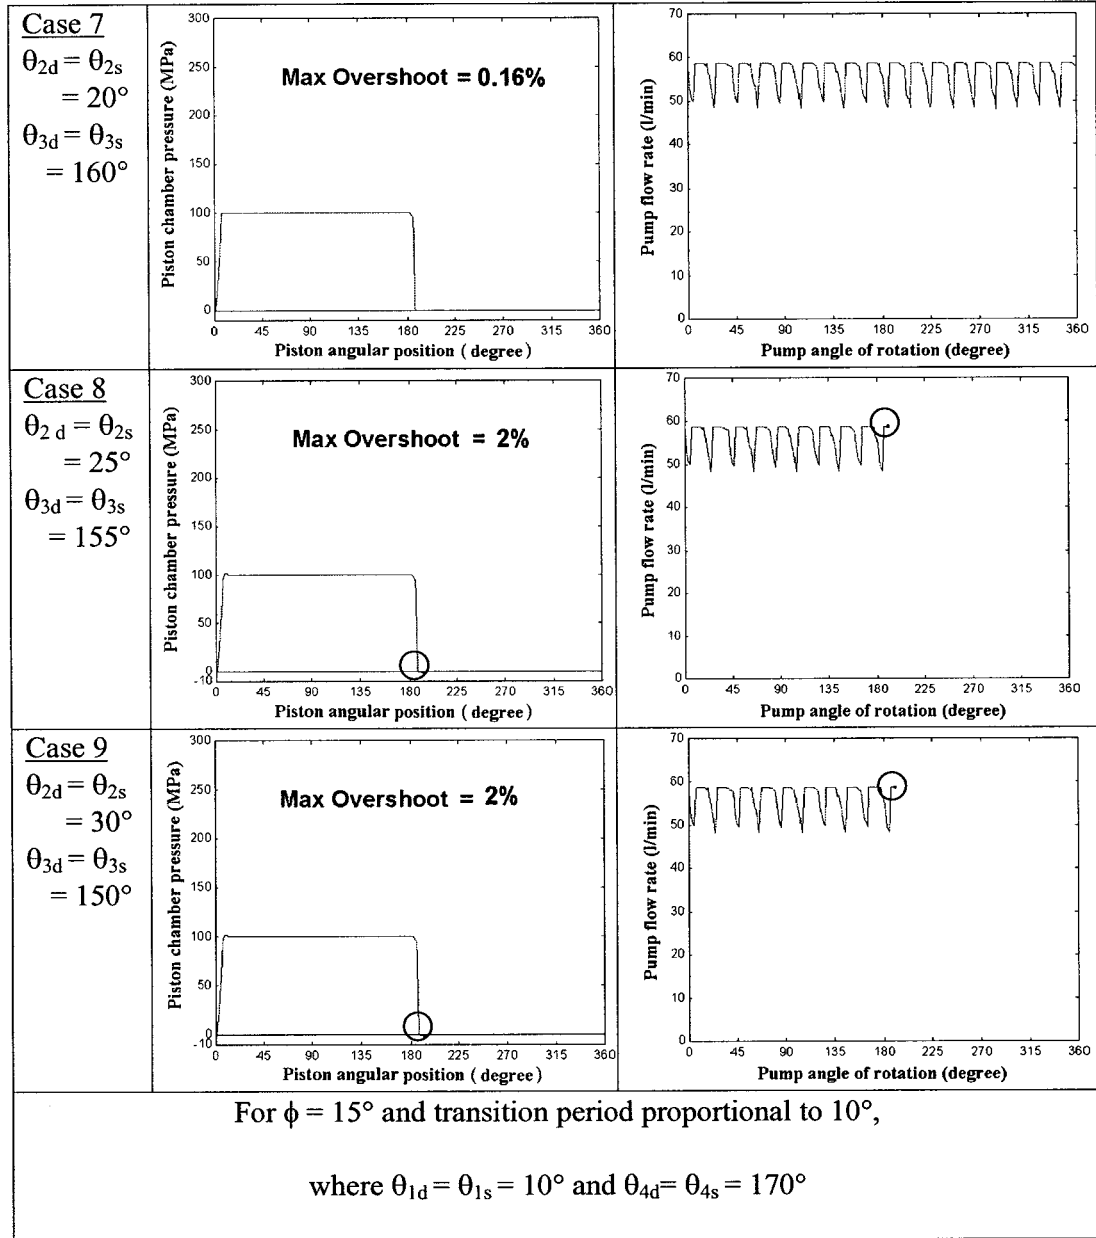 Case 7
θ2d = θ2s
= 20°
θ3d = θ3s
= 160°
Piston chamber pressure (MPa)
300
250
200
150
100
50
0
Max Overshoot = 0.16%
0 45 90 135 180 225 270 315 360
Piston angular position ( degree)
Pump flow rate (l/min)
70
60
50
40
30
20
10
0
0 45 90 135 180 225 270 315 360
Pump angle of rotation (degree)
Case 8
θ2 d = θ2s
= 25°
θ3d = θ3s
= 155°
Piston chamber pressure (MPa)
300
250
200
150
100
50
0
-10
Max Overshoot = 2%
0 45 90 135 180 225 270 315 360
Piston angular position ( degree)
Pump flow rate (l/min)
70
60
50
40
30
20
10
0
0 45 90 135 180 225 270 315 360
Pump angle of rotation (degree)
Case 9
θ2d = θ2s
= 30°
θ3d = θ3s
= 150°
Piston chamber pressure (MPa)
300
250
200
150
100
50
0
-10
Max Overshoot = 2%
0 45 90 135 180 225 270 315 360
Piston angular position ( degree)
Pump flow rate (l/min)
70
60
50
40
30
20
10
0
0 45 90 135 180 225 270 315 360
Pump angle of rotation (degree)
For ϕ = 15° and transition period proportional to 10°,
where θ1d = θ1s = 10° and θ4d= θ4s = 170°